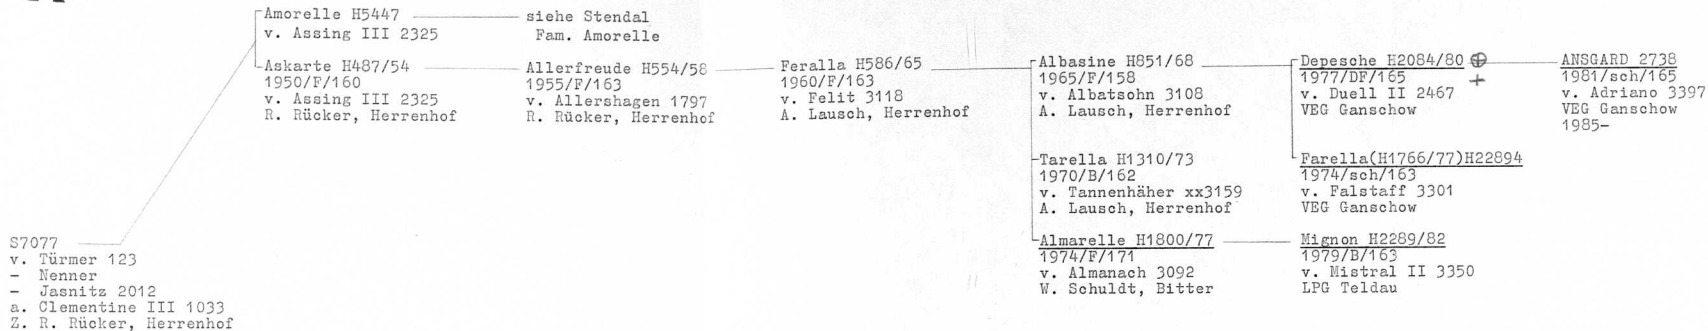 Amorelle H5447
v. Assing III 2325
siehe Stendal
Fam. Amorelle
Askarte H487/54
1950/F/160
v. Assing III 2325
R. Rücker, Herrenhof
Allerfreude H554/58
1955/F/163
v. Allershagen 1797
R. Rücker, Herrenhof
Feralla H586/65
1960/F/163
v. Felit 3118
A. Lausch, Herrenhof
Albasine H851/68
1965/F/158
v. Albatsohn 3108
A. Lausch, Herrenhof
Depesche H2084/80
1977/DF/165
v. Duell II 2467
VEG Ganschow
ANSGARD 2738
1981/sch/165
v. Adriano 3397
VEG Ganschow
1985-
Tarella H1310/73
1970/B/162
v. Tannenhäher xx3159
A. Lausch, Herrenhof
Farella(H1766/77)H22894
1974/sch/163
v. Falstaff 3301
VEG Ganschow
Almarelle H1800/77
1974/F/171
v. Almanach 3092
W. Schuldt, Bitter
Mignon H2289/82
1979/B/163
v. Mistral II 3350
LPG Teldau
S7077
v. Türmer 123
- Nenner
- Jasnitz 2012
a. Clementine III 1033
Z. R. Rücker, Herrenhof